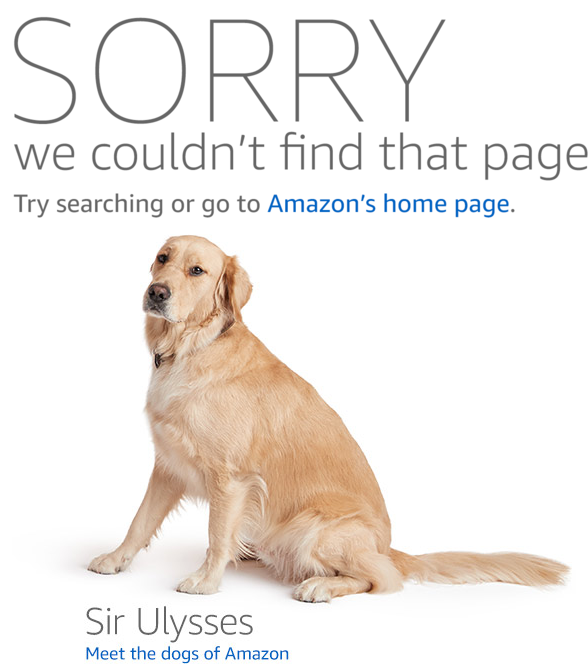 SORRY
we couldn't find that page
Try searching or go to Amazon's home page.
Sir Ulysses
Meet the dogs of Amazon